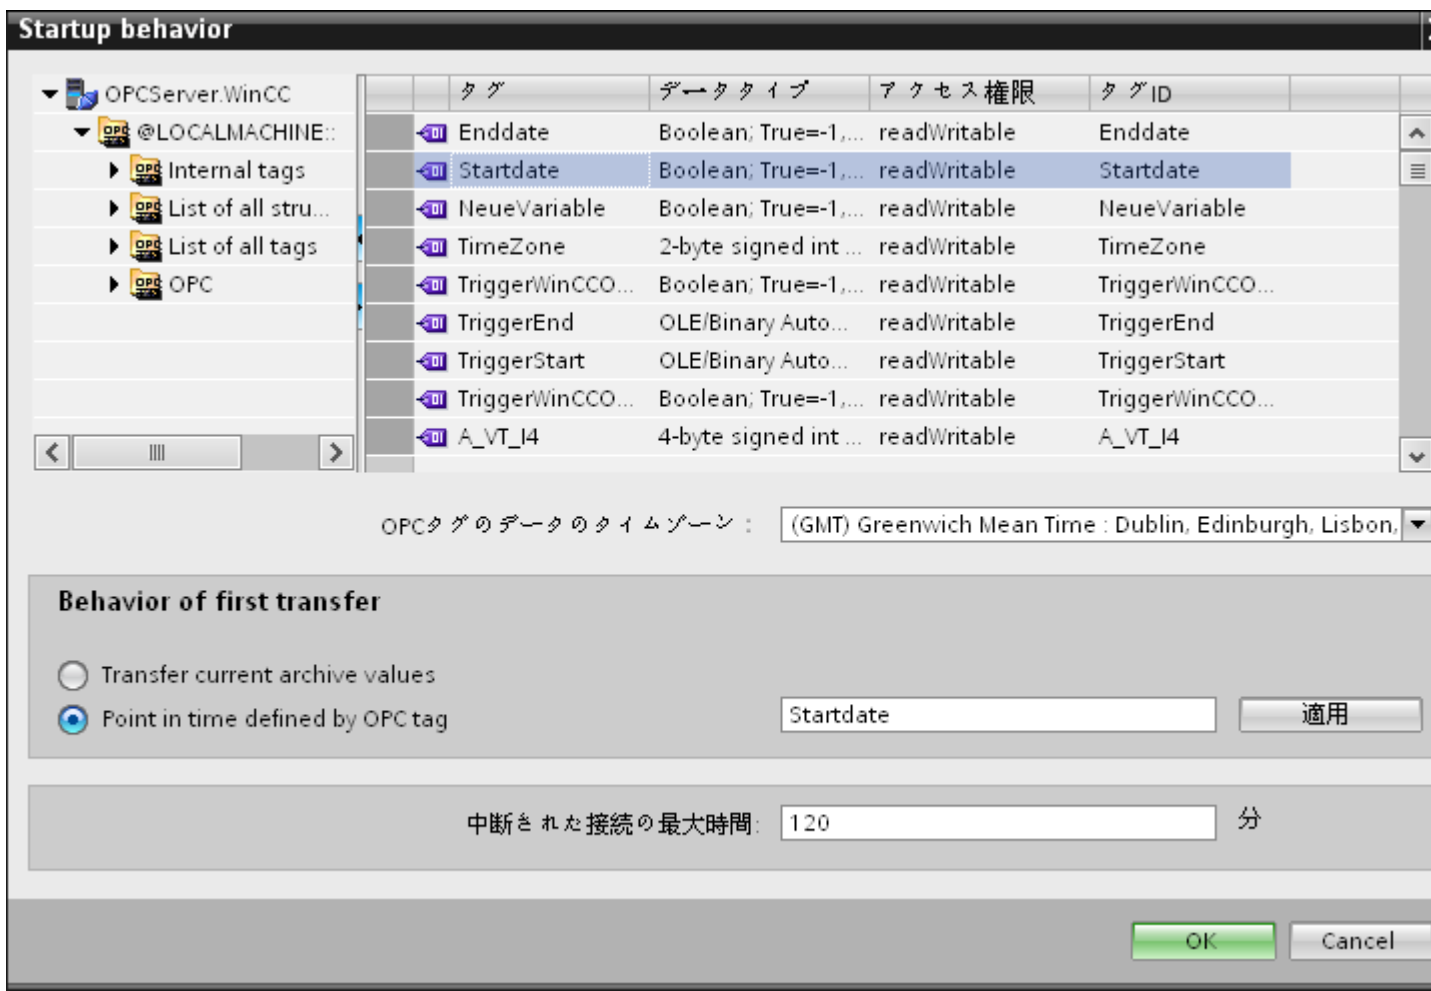 Startup behavior
OPCServer.WinCC
@LOCALMACHINE::
Internal tags
List of all stru...
List of all tags
OPC
タグ データタイプ アクセス権限 タグID
Enddate Boolean; True=-1,... readWritable Enddate
Startdate Boolean; True=-1,... readWritable Startdate
NeueVariable Boolean; True=-1,... readWritable NeueVariable
TimeZone 2-byte signed int ... readWritable TimeZone
TriggerWinCCO... Boolean; True=-1,... readWritable TriggerWinCCO...
TriggerEnd OLE/Binary Auto... readWritable TriggerEnd
TriggerStart OLE/Binary Auto... readWritable TriggerStart
TriggerWinCCO... Boolean; True=-1,... readWritable TriggerWinCCO...
A_VT_I4 4-byte signed int ... readWritable A_VT_I4
OPCタグのデータのタイムゾーン: (GMT) Greenwich Mean Time : Dublin, Edinburgh, Lisbon,
Behavior of first transfer
Transfer current archive values
Point in time defined by OPC tag Startdate 適用
中断された接続の最大時間: 120 分
OK Cancel